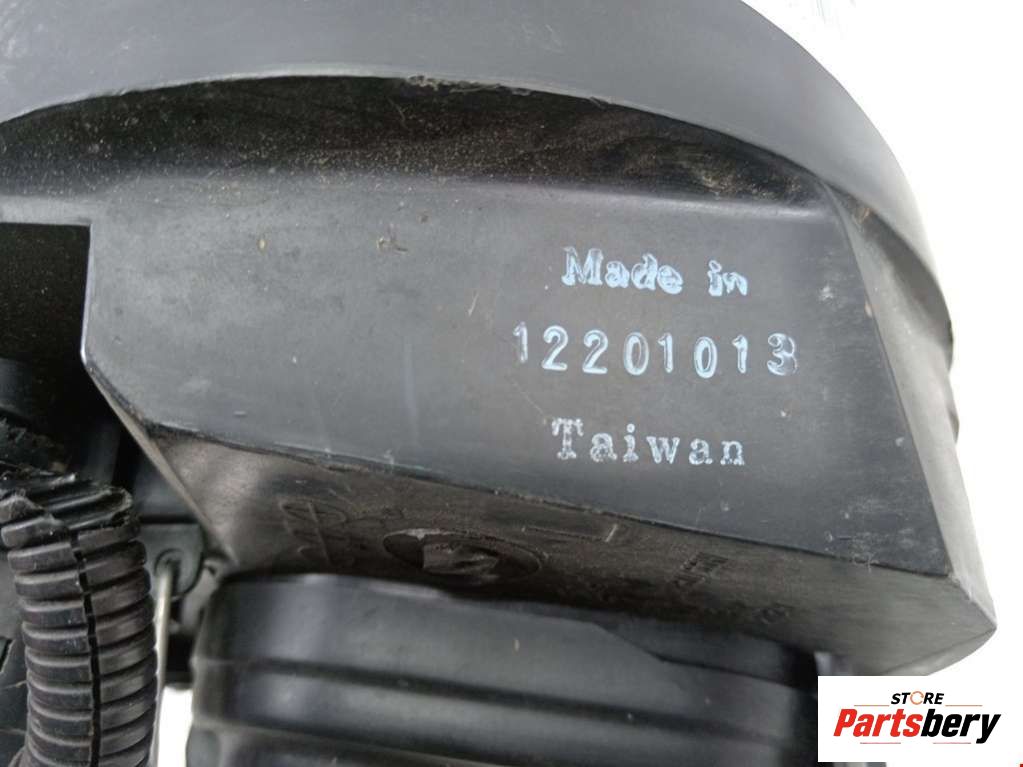 Made in
12201013
Taiwan
STORE
Partsbery